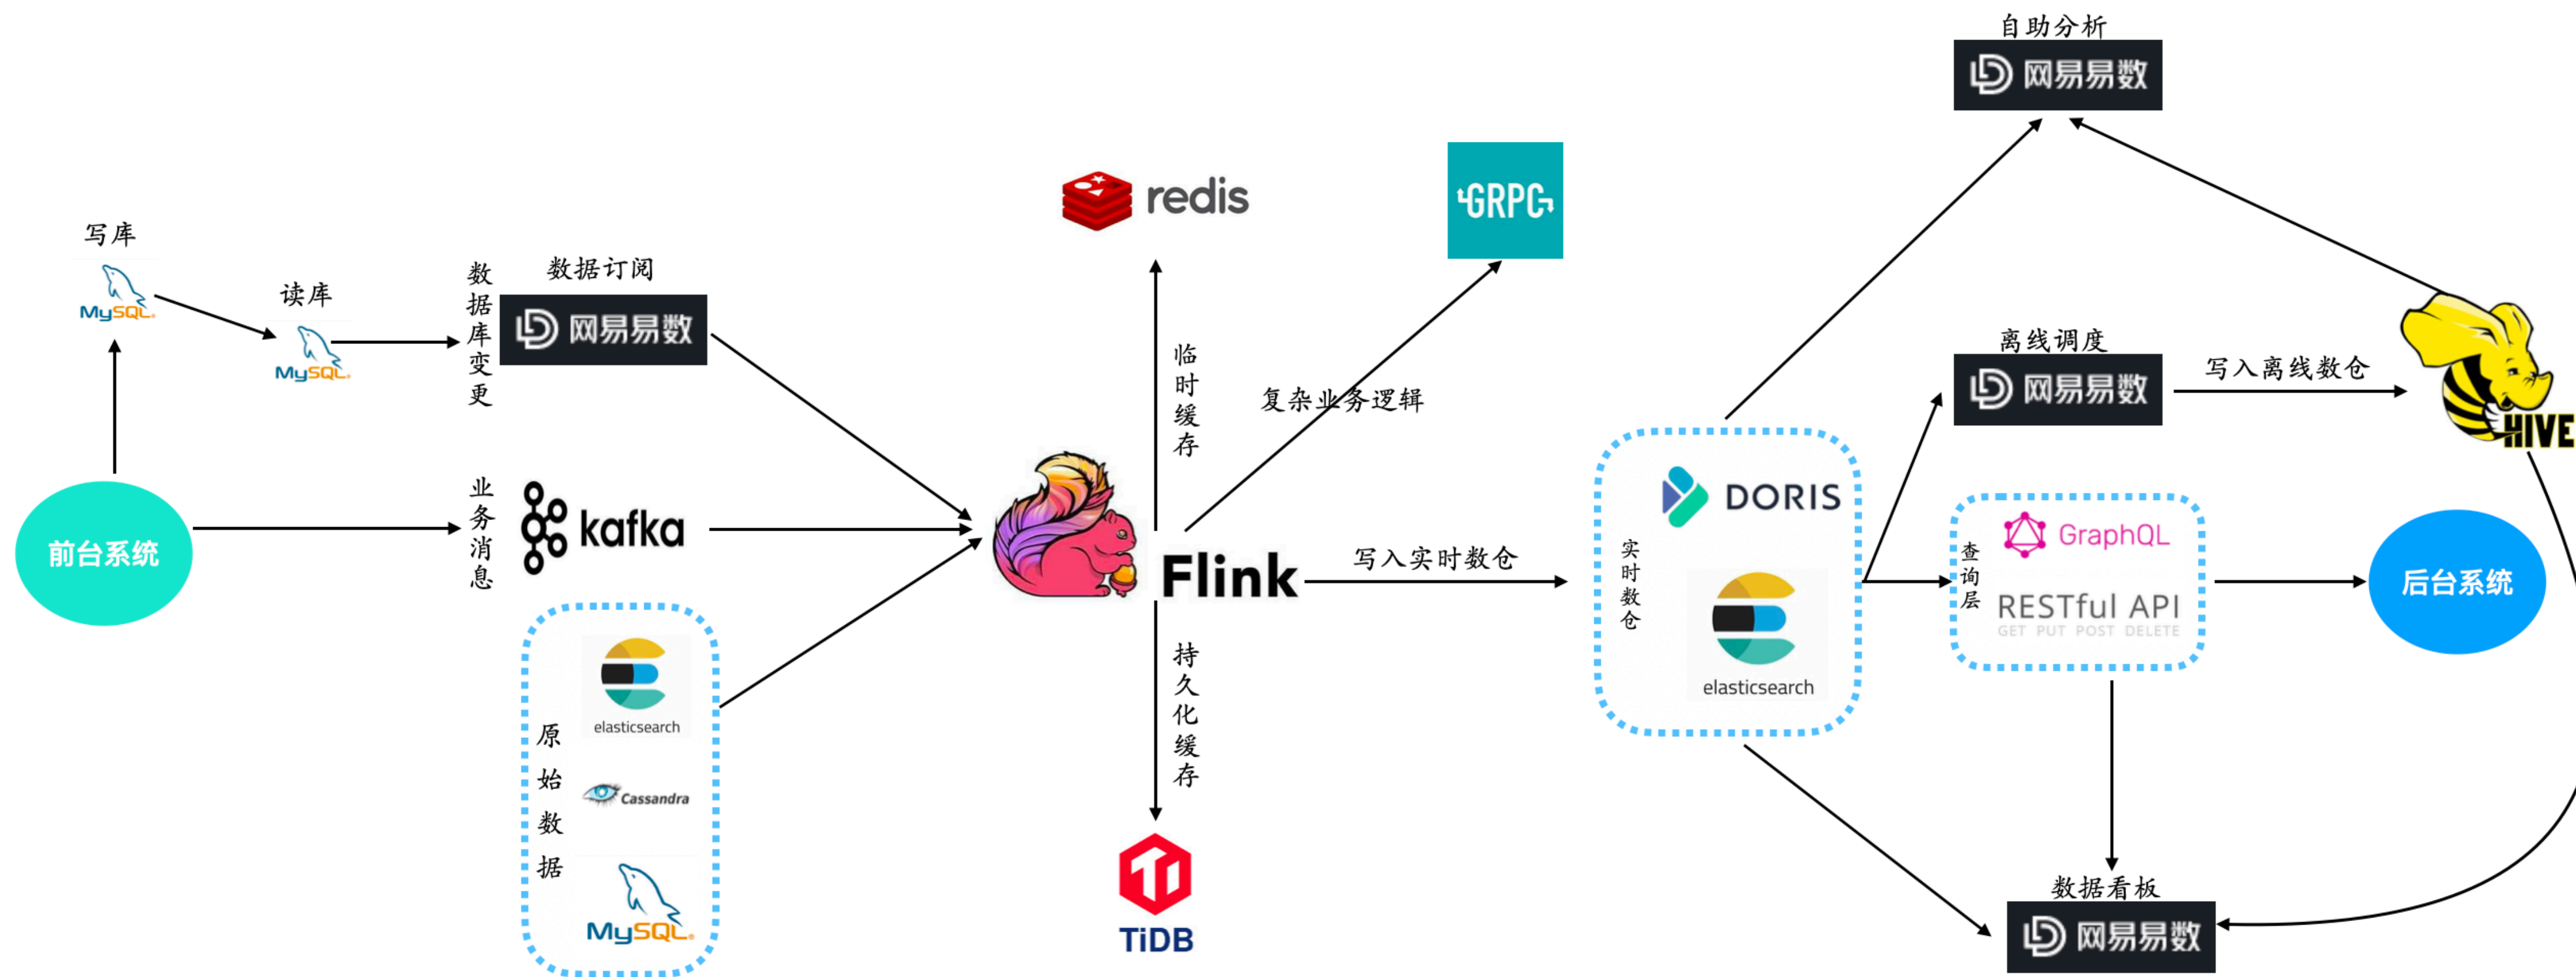 自助分析
网易易数
redis
GRPC
写库
MySQL
读库
MySQL
数据库变更
数据订阅
网易易数
临时缓存
复杂业务逻辑
离线调度
网易易数
写入离线数仓
HIVE
前台系统
业务消息
kafka
Flink
写入实时数仓
实时数仓
DORIS
elasticsearch
查询层
GraphQL
RESTful API
GET PUT POST DELETE
后台系统
原始数据
elasticsearch
Cassandra
MySQL
持久化缓存
TiDB
数据看板
网易易数